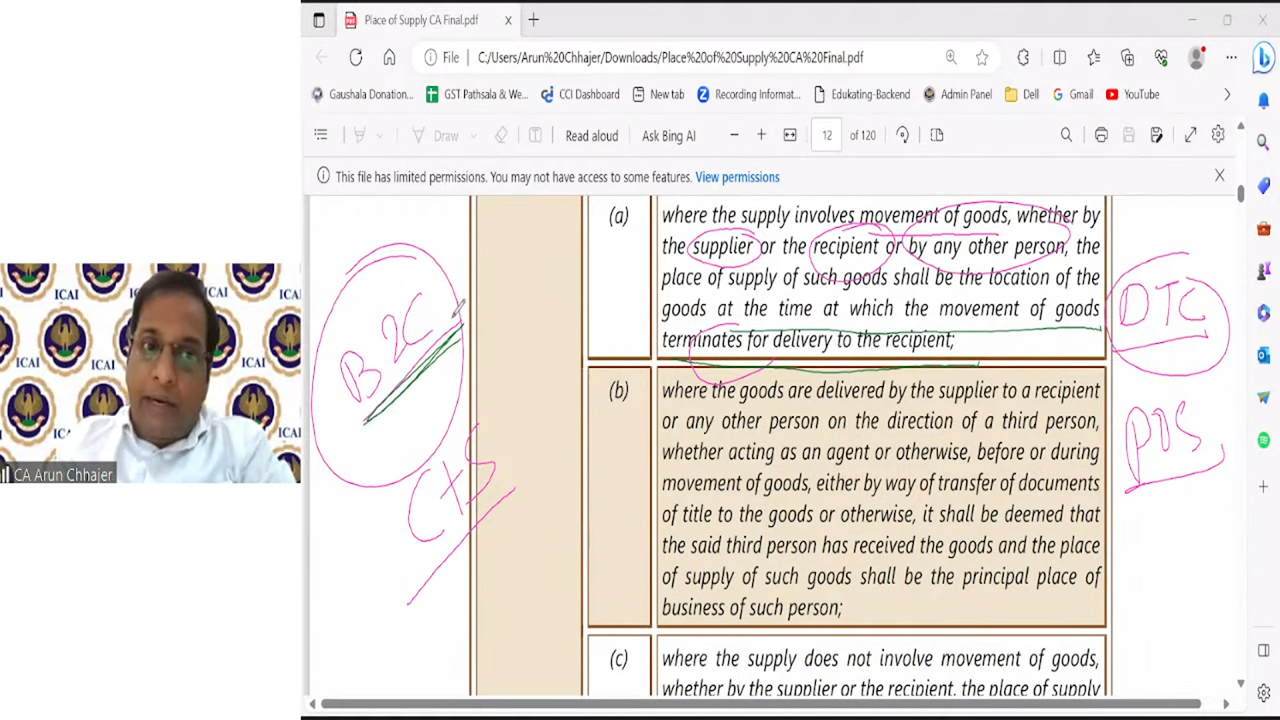 Place of Supply CA Final.pdf
File
C:/Users/Arun%20Chhajer/Downloads/Place%20of%20Supply%20CA%20Final.pdf
Gaushala Donation...
GST Pathsala & We...
CCI Dashboard
New tab
Recording Informat...
Edukating-Backend
Admin Panel
Dell
Gmail
YouTube
Draw
Read aloud
Ask Bing AI
12
of 120
This file has limited permissions. You may not have access to some features. View permissions
(a)
where the supply involves movement of goods, whether by
the supplier or the recipient or by any other person, the
place of supply of such goods shall be the location of the
goods at the time at which the movement of goods
terminates for delivery to the recipient;
(b)
where the goods are delivered by the supplier to a recipient
or any other person on the direction of a third person,
whether acting as an agent or otherwise, before or during
movement of goods, either by way of transfer of documents
of title to the goods or otherwise, it shall be deemed that
the said third person has received the goods and the place
of supply of such goods shall be the principal place of
business of such person;
(c)
where the supply does not involve movement of goods,
whether by the supplier or the recipient, the place of supply
B2C
C+S
DTC
POS
ICAI
ICAI
ICAI
CA Arun Chhajer